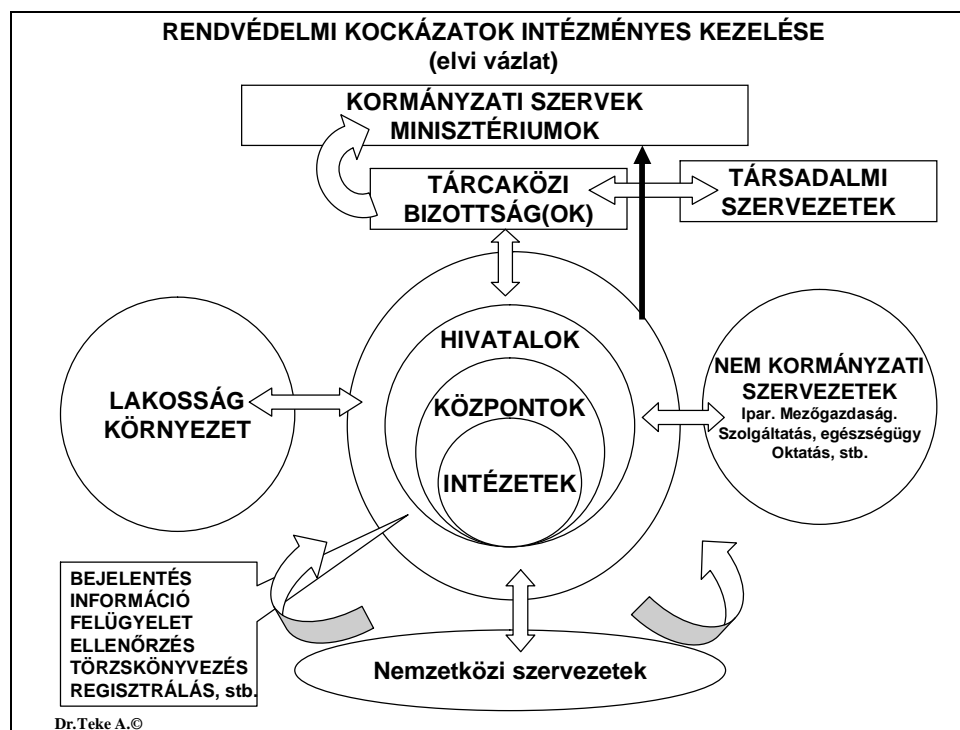 RENDVÉDELMI KOCKÁZATOK INTÉZMÉNYES KEZELÉSE
(elvi vázlat)
KORMÁNYZATI SZERVEK
MINISZTÉRIUMOK
TÁRCAKÖZI
BIZOTTSÁG(OK)
TÁRSADALMI
SZERVEZETEK
HIVATALOK
KÖZPONTOK
INTÉZETEK
LAKOSSÁG
KÖRNYEZET
NEM KORMÁNYZATI
SZERVEZETEK
Ipar. Mezőgazdaság.
Szolgáltatás, egészségügy
Oktatás, stb.
BEJELENTÉS
INFORMÁCIÓ
FELÜGYELET
ELLENŐRZÉS
TÖRZSKÖNYVEZÉS
REGISZTRÁLÁS, stb.
Nemzetközi szervezetek
Dr.Teke A.©